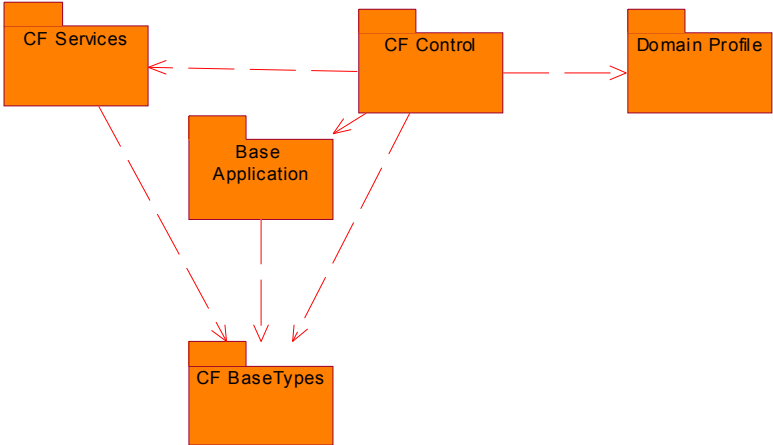 CF Services
CF Control
Domain Profile
Base
Application
CF BaseTypes